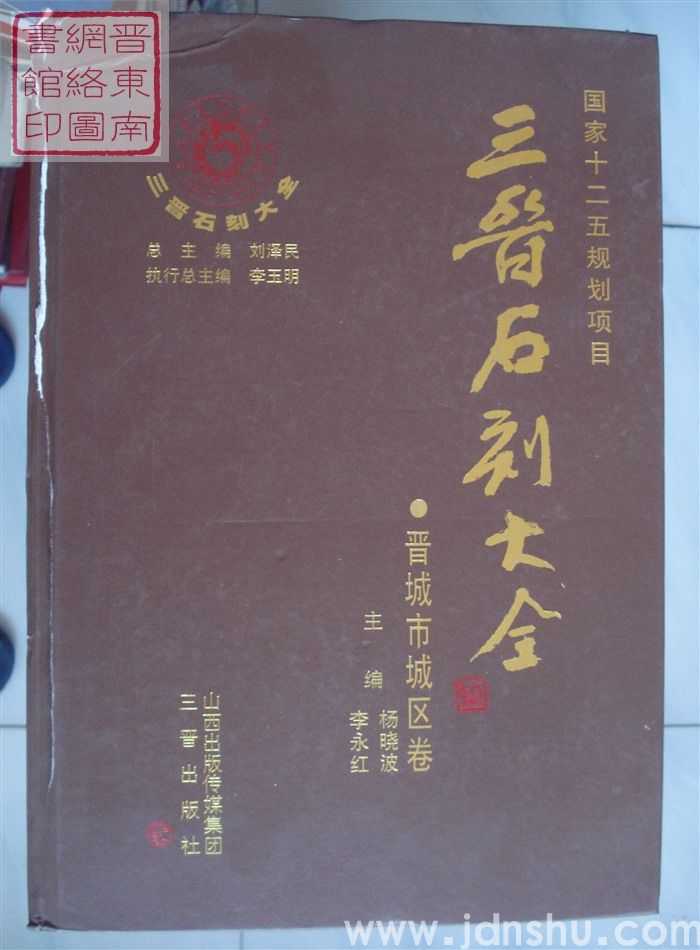 晋東南
網絡圖
書館印
国家十二五规划项目
三晋石刻大全
●晋城市城区卷
主编
杨晓波
李永红
三晋石刻大全
总主编 刘泽民
执行总主编 李玉明
山西出版传媒集团
三晋出版社
www.jdnshu.com